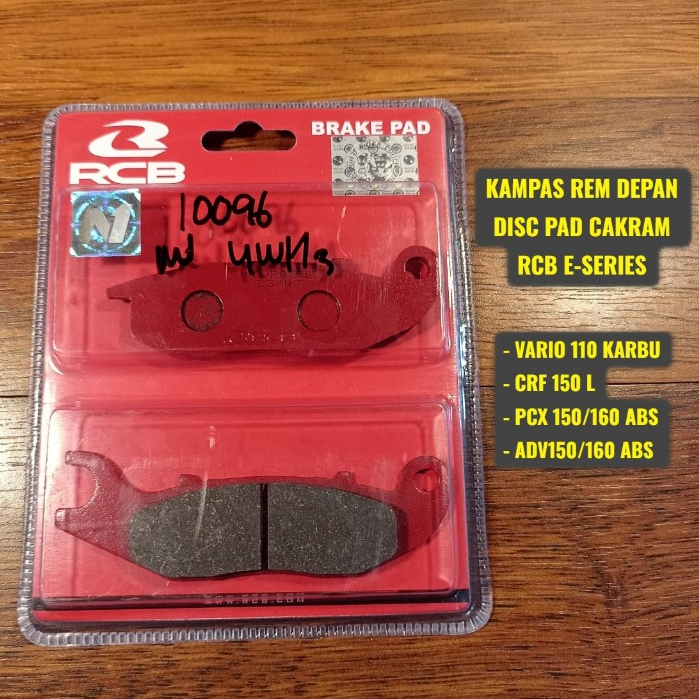 RCB
BRAKE PAD
10096
KAMPAS REM DEPAN
DISC PAD CAKRAM
RCB E-SERIES
- VARIO 110 KARBU
- CRF 150 L
- PCX 150/160 ABS
- ADV150/160 ABS